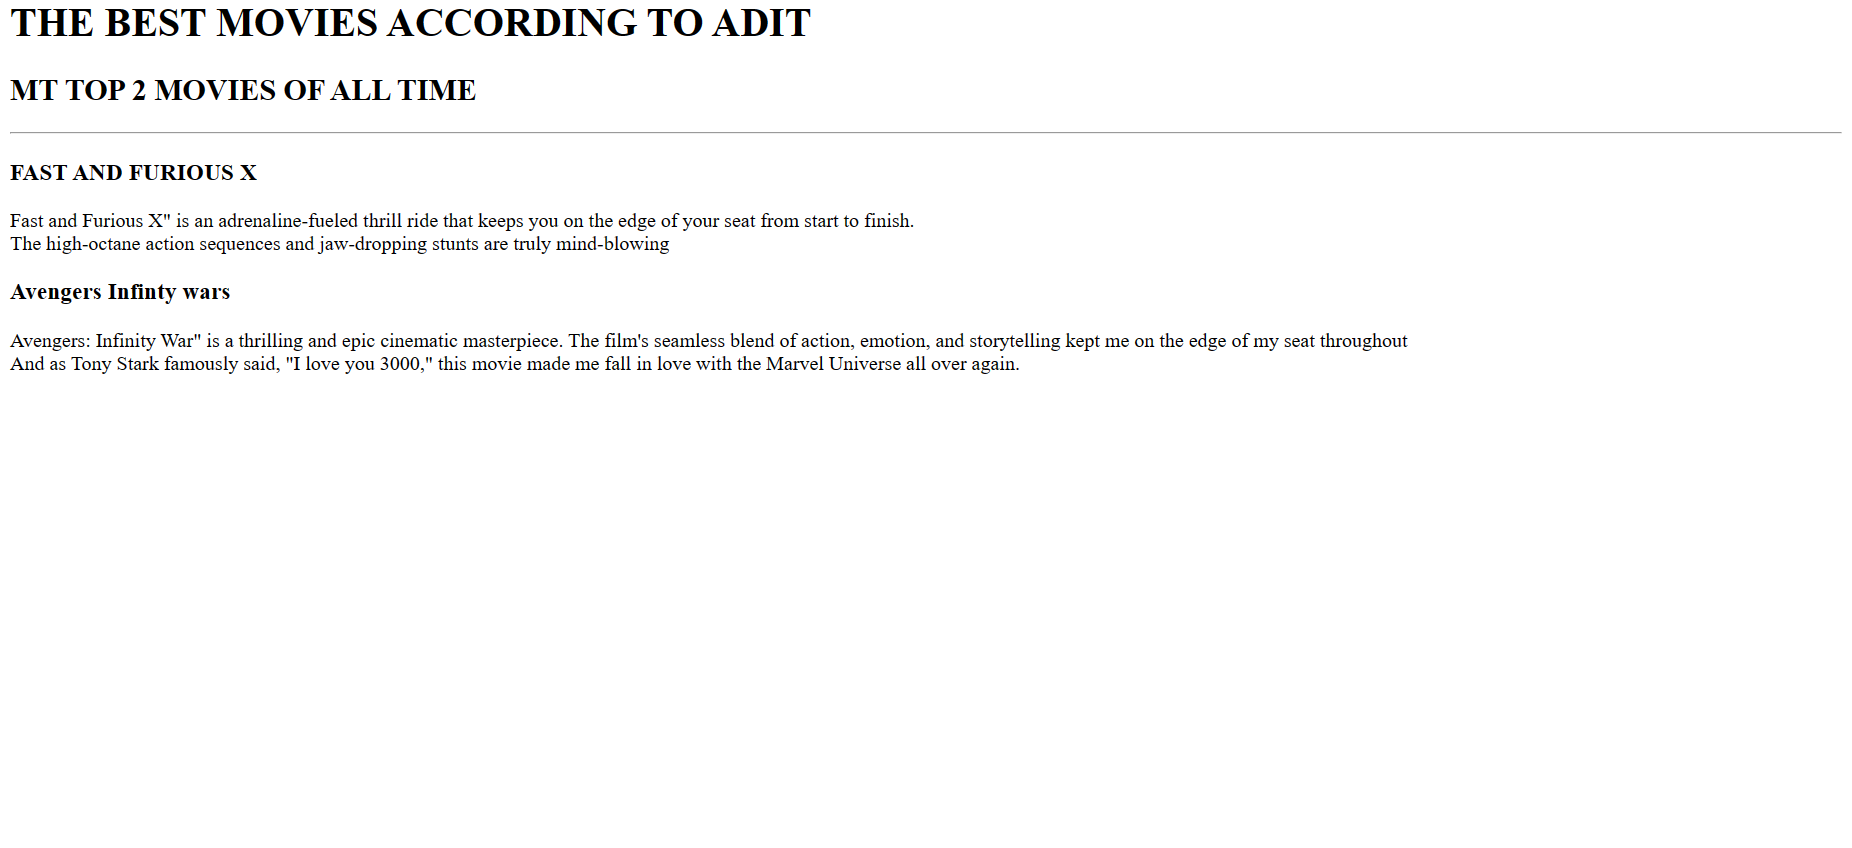 THE BEST MOVIES ACCORDING TO ADIT
MT TOP 2 MOVIES OF ALL TIME
FAST AND FURIOUS X
Fast and Furious X" is an adrenaline-fueled thrill ride that keeps you on the edge of your seat from start to finish.
The high-octane action sequences and jaw-dropping stunts are truly mind-blowing
Avengers Infinty wars
Avengers: Infinity War" is a thrilling and epic cinematic masterpiece. The film's seamless blend of action, emotion, and storytelling kept me on the edge of my seat throughout
And as Tony Stark famously said, "I love you 3000," this movie made me fall in love with the Marvel Universe all over again.